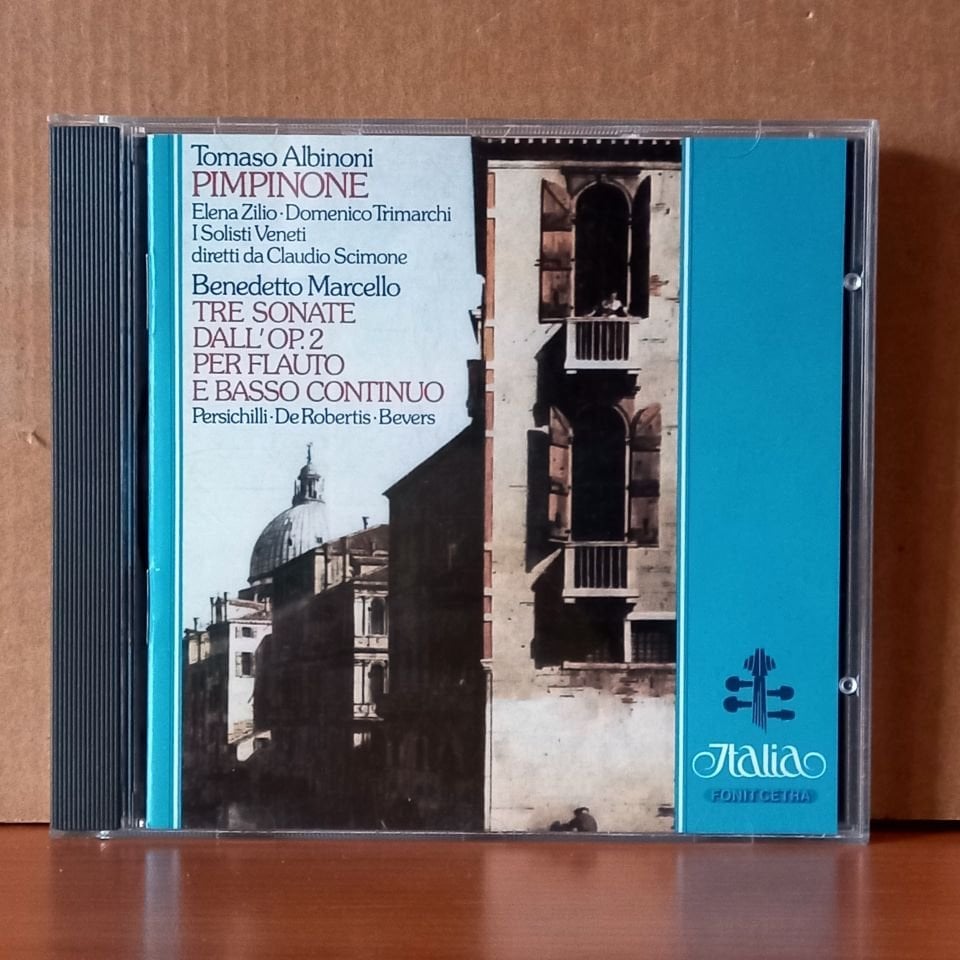 Tomaso Albinoni
PIMPINONE
Elena Zilio · Domenico Trimarchi
I Solisti Veneti
diretti da Claudio Scimone
Benedetto Marcello
TRE SONATE
DALL'OP. 2
PER FLAUTO
E BASSO CONTINUO
Persichilli · De Robertis · Bevers
Italia
FONIT CETRA